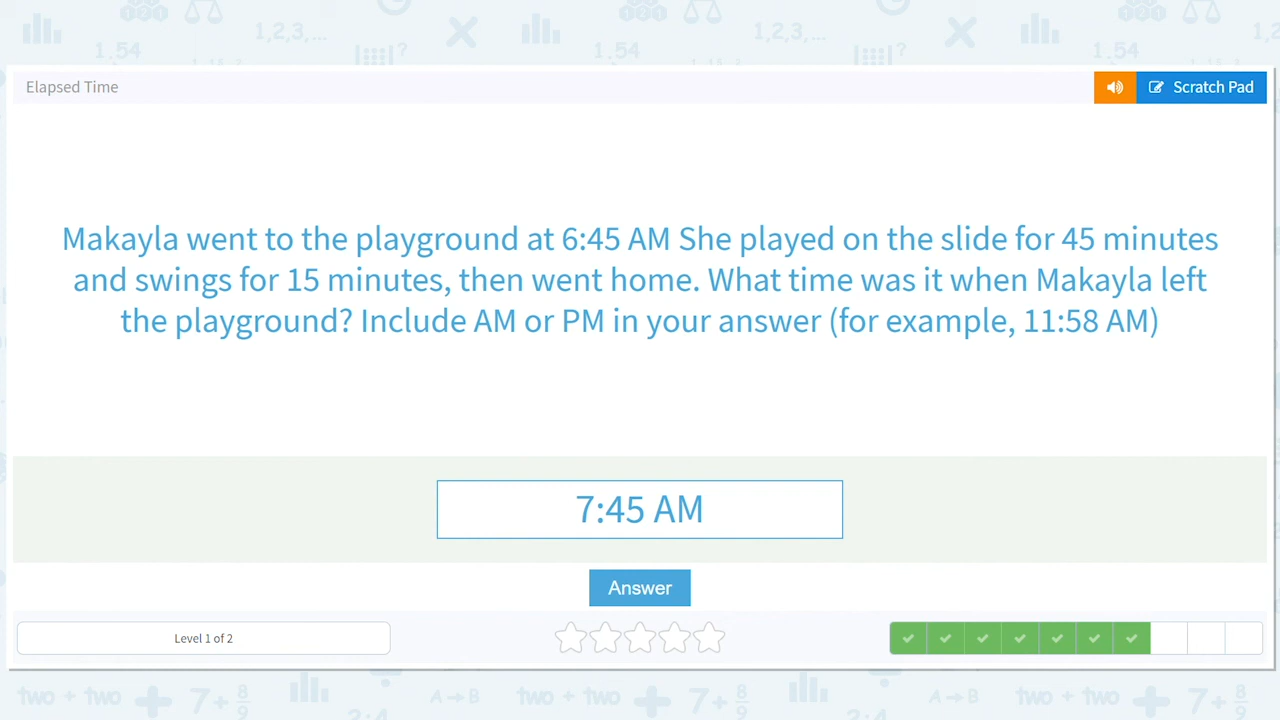 Elapsed Time
Scratch Pad
Makayla went to the playground at 6:45 AM She played on the slide for 45 minutes
and swings for 15 minutes, then went home. What time was it when Makayla left
the playground? Include AM or PM in your answer (for example, 11:58 AM)
7:45 AM
Answer
Level 1 of 2